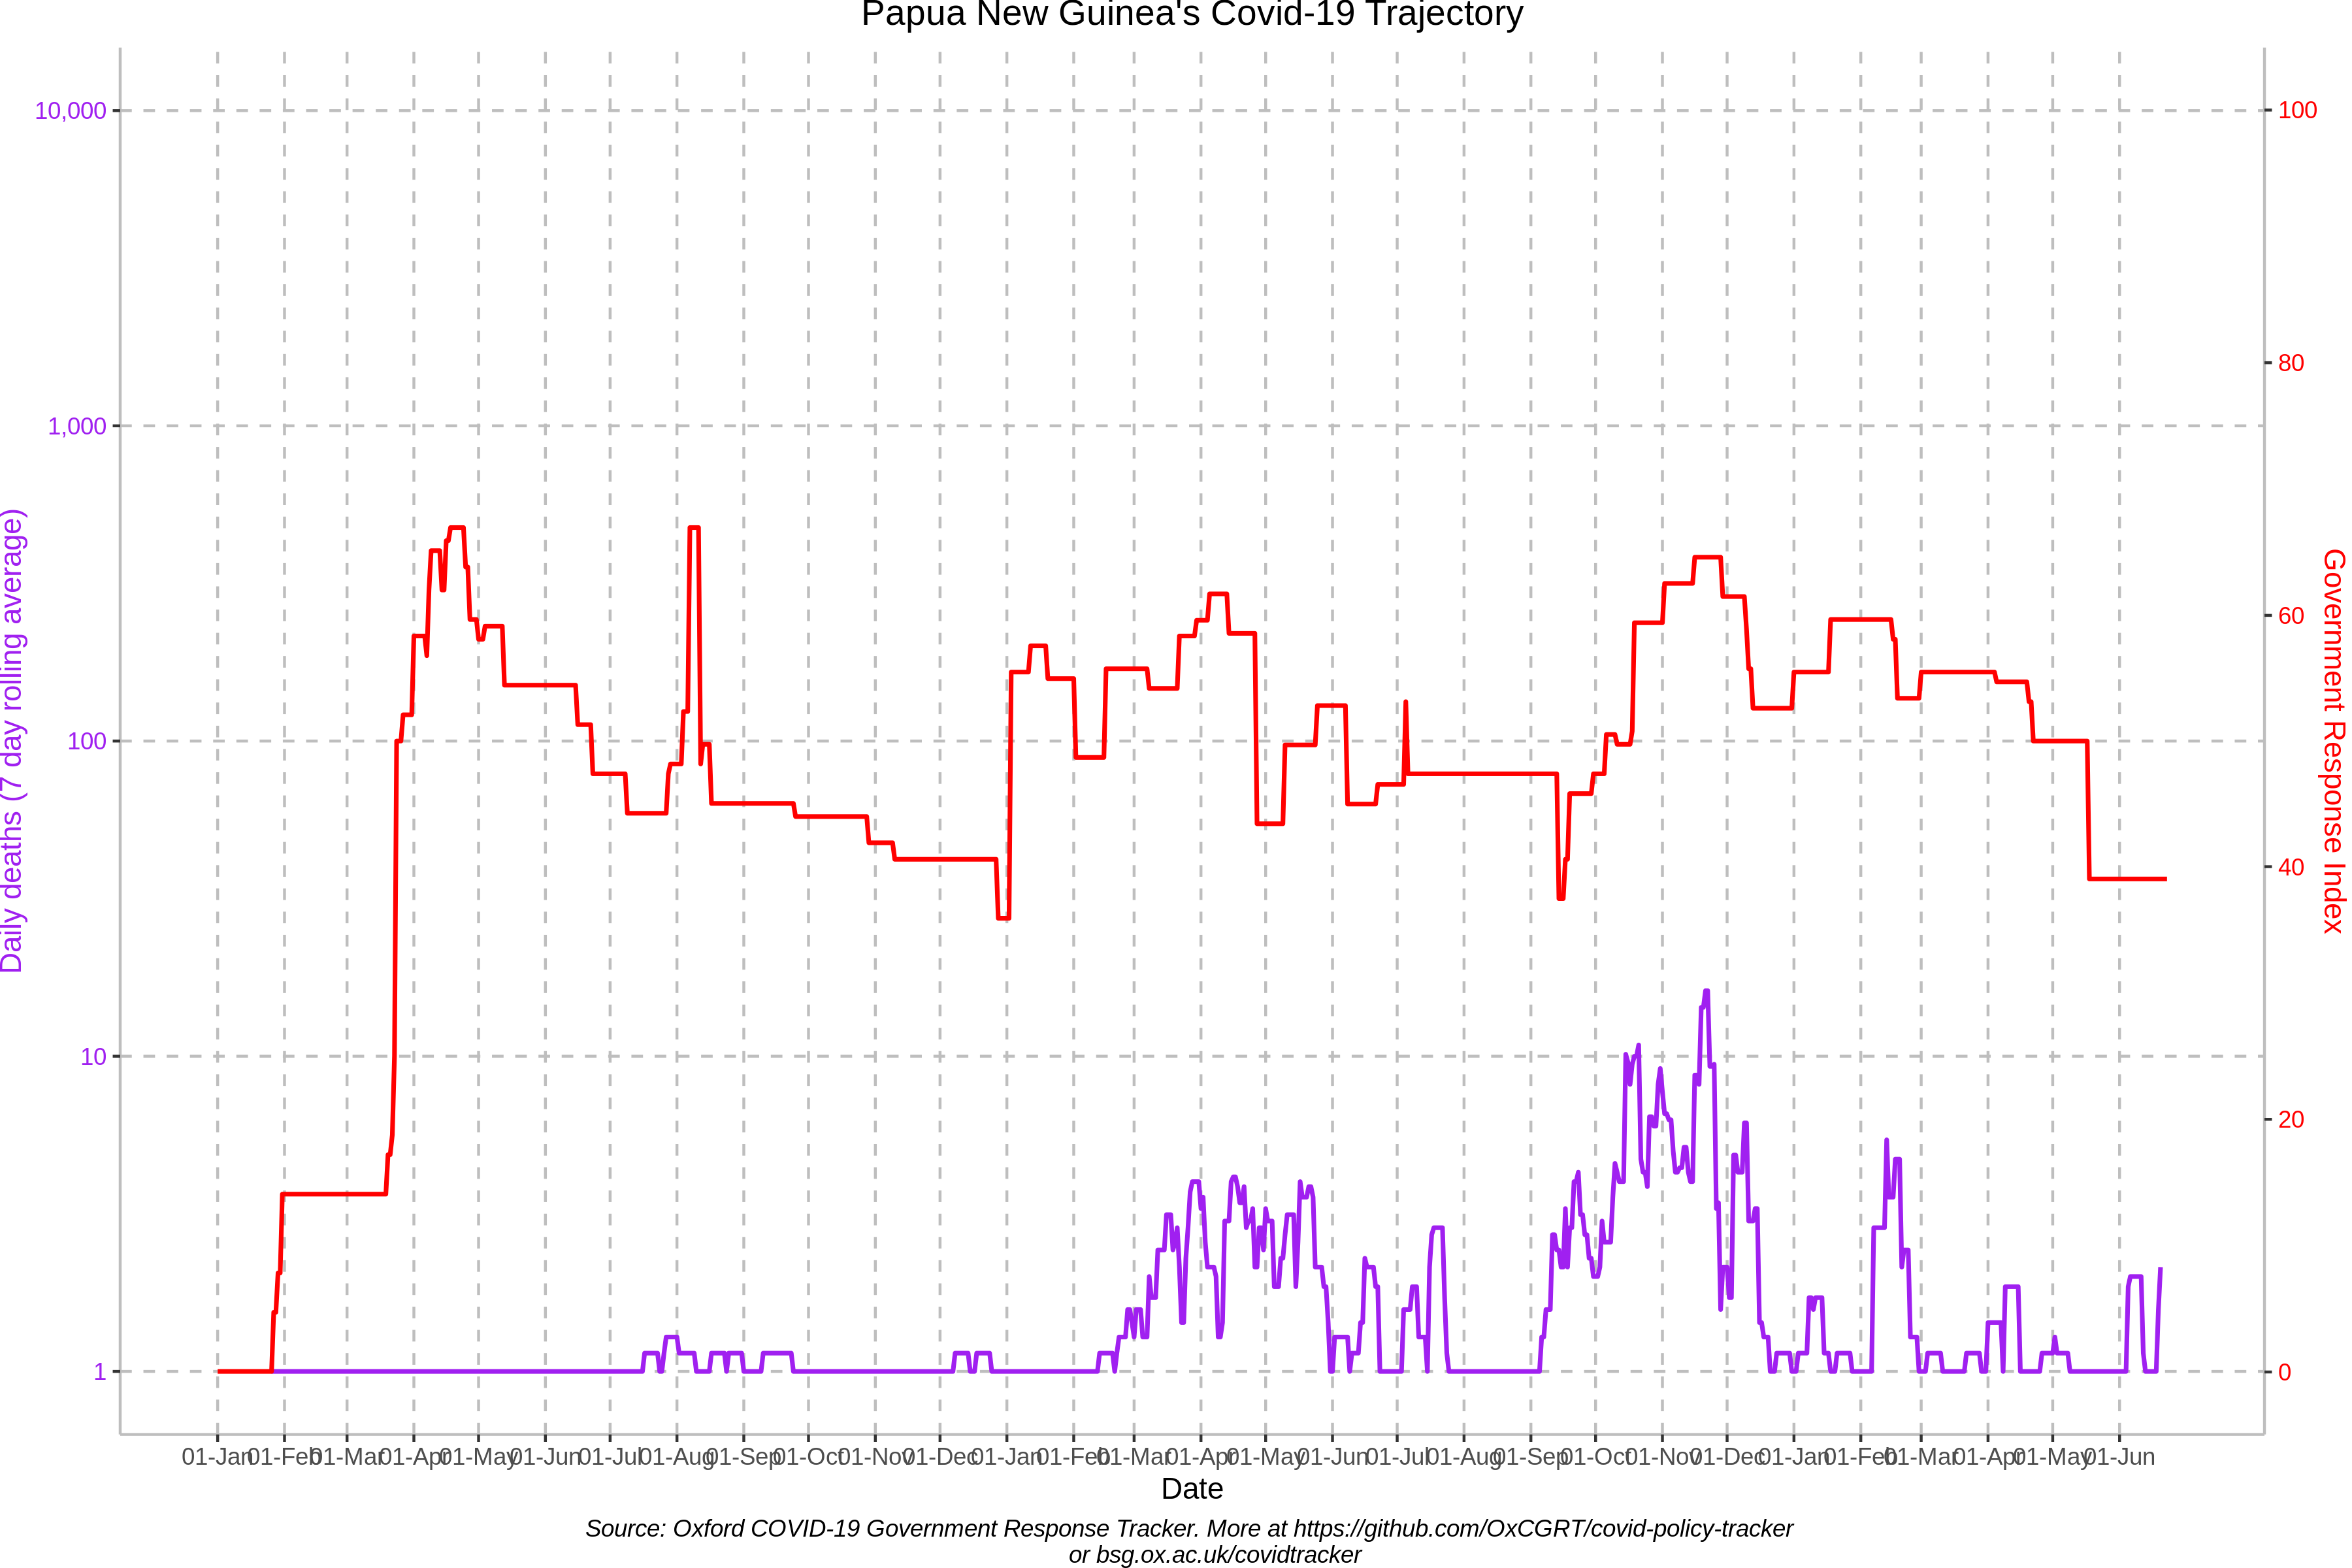 Papua New Guinea's Covid-19 Trajectory
Daily deaths (7 day rolling average)
10,000
1,000
100
10
1
100
80
60
40
20
0
Government Response Index
01-Jan 01-Feb 01-Mar 01-Apr 01-May 01-Jun 01-Jul 01-Aug 01-Sep 01-Oct 01-Nov 01-Dec 01-Jan 01-Feb 01-Mar 01-Apr 01-May 01-Jun 01-Jul 01-Aug 01-Sep 01-Oct 01-Nov 01-Dec 01-Jan 01-Feb 01-Mar 01-Apr 01-May 01-Jun
Date
Source: Oxford COVID-19 Government Response Tracker. More at https://github.com/OxCGRT/covid-policy-tracker
or bsg.ox.ac.uk/covidtracker